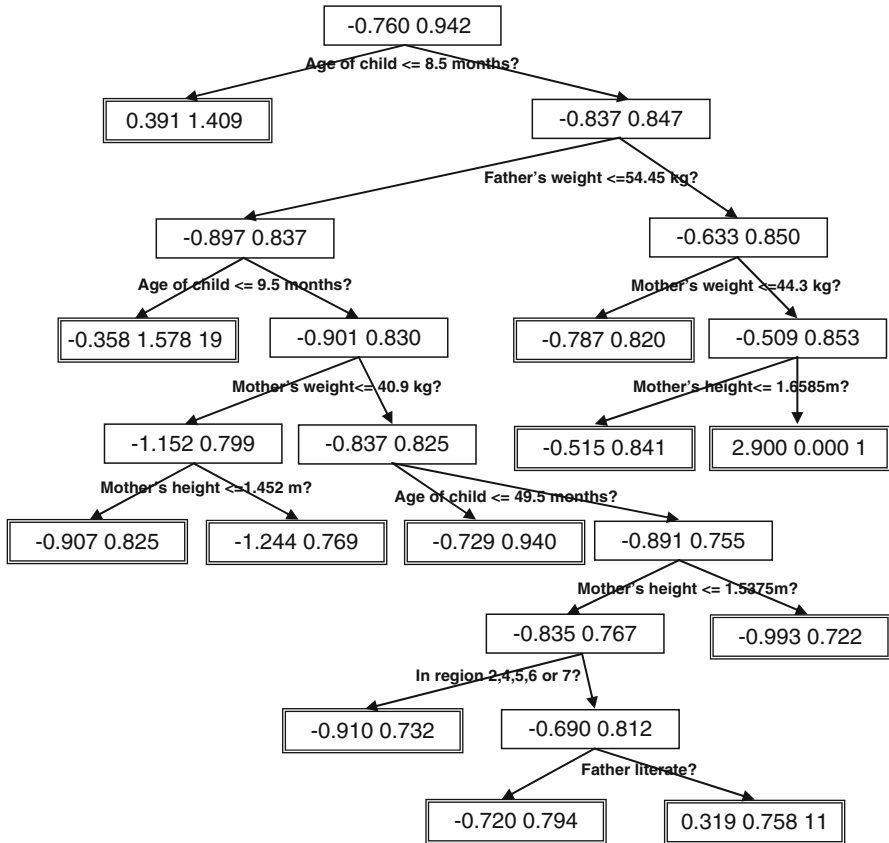 -0.760 0.942
Age of child <= 8.5 months?
0.391 1.409
-0.837 0.847
Father's weight <=54.45 kg?
-0.897 0.837
-0.633 0.850
Age of child <= 9.5 months?
Mother's weight <=44.3 kg?
-0.358 1.578 19
-0.901 0.830
-0.787 0.820
-0.509 0.853
Mother's weight<= 40.9 kg?
Mother's height<= 1.6585m?
-1.152 0.799
-0.837 0.825
-0.515 0.841
2.900 0.000 1
Mother's height <=1.452 m?
Age of child <= 49.5 months?
-0.907 0.825
-1.244 0.769
-0.729 0.940
-0.891 0.755
Mother's height <= 1.5375m?
-0.835 0.767
-0.993 0.722
In region 2,4,5,6 or 7?
-0.910 0.732
-0.690 0.812
Father literate?
-0.720 0.794
0.319 0.758 11